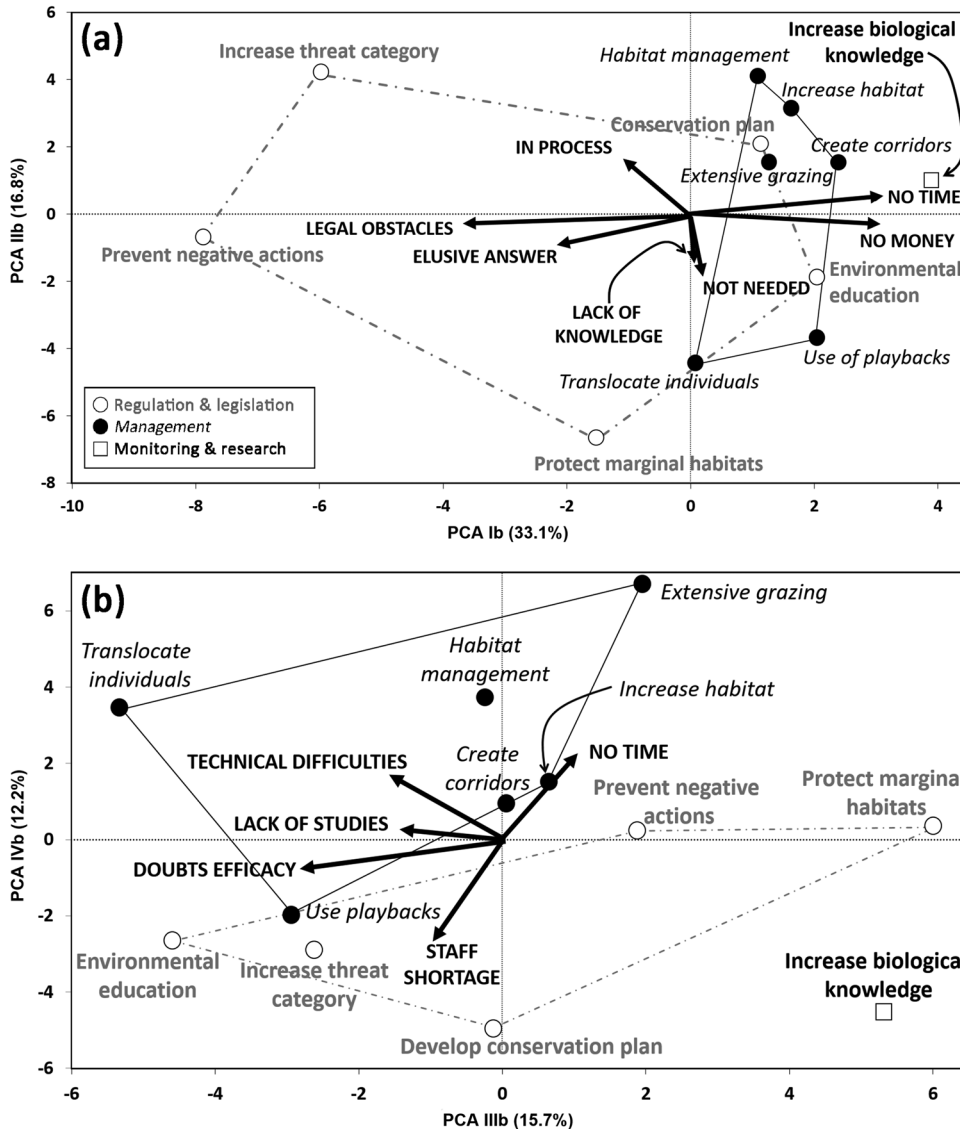 (a)
6
4
2
0
-2
-4
-6
-8
PCA IIb (16.8%)
Increase threat category
Habitat management
Increase biological
knowledge
Increase habitat
Conservation plan
Create corridors
IN PROCESS
Extensive grazing
NO TIME
LEGAL OBSTACLES
NO MONEY
Prevent negative actions
ELUSIVE ANSWER
Environmental
education
NOT NEEDED
LACK OF
KNOWLEDGE
Use of playbacks
Translocate individuals
Regulation & legislation
Management
Monitoring & research
Protect marginal habitats
-10
-8
-6
-4
-2
0
2
4
PCA Ib (33.1%)
(b)
6
4
2
0
-2
-4
-6
PCA IVb (12.2%)
Extensive grazing
Translocate
individuals
Habitat
management
Increase habitat
Create
corridors
NO TIME
TECHNICAL DIFFICULTIES
Prevent negative
actions
Protect marginal
habitats
LACK OF STUDIES
DOUBTS EFFICACY
Use playbacks
Environmental
education
Increase threat
category
STAFF
SHORTAGE
Increase biological
knowledge
Develop conservation plan
-6
-4
-2
0
2
4
6
PCA IIIb (15.7%)